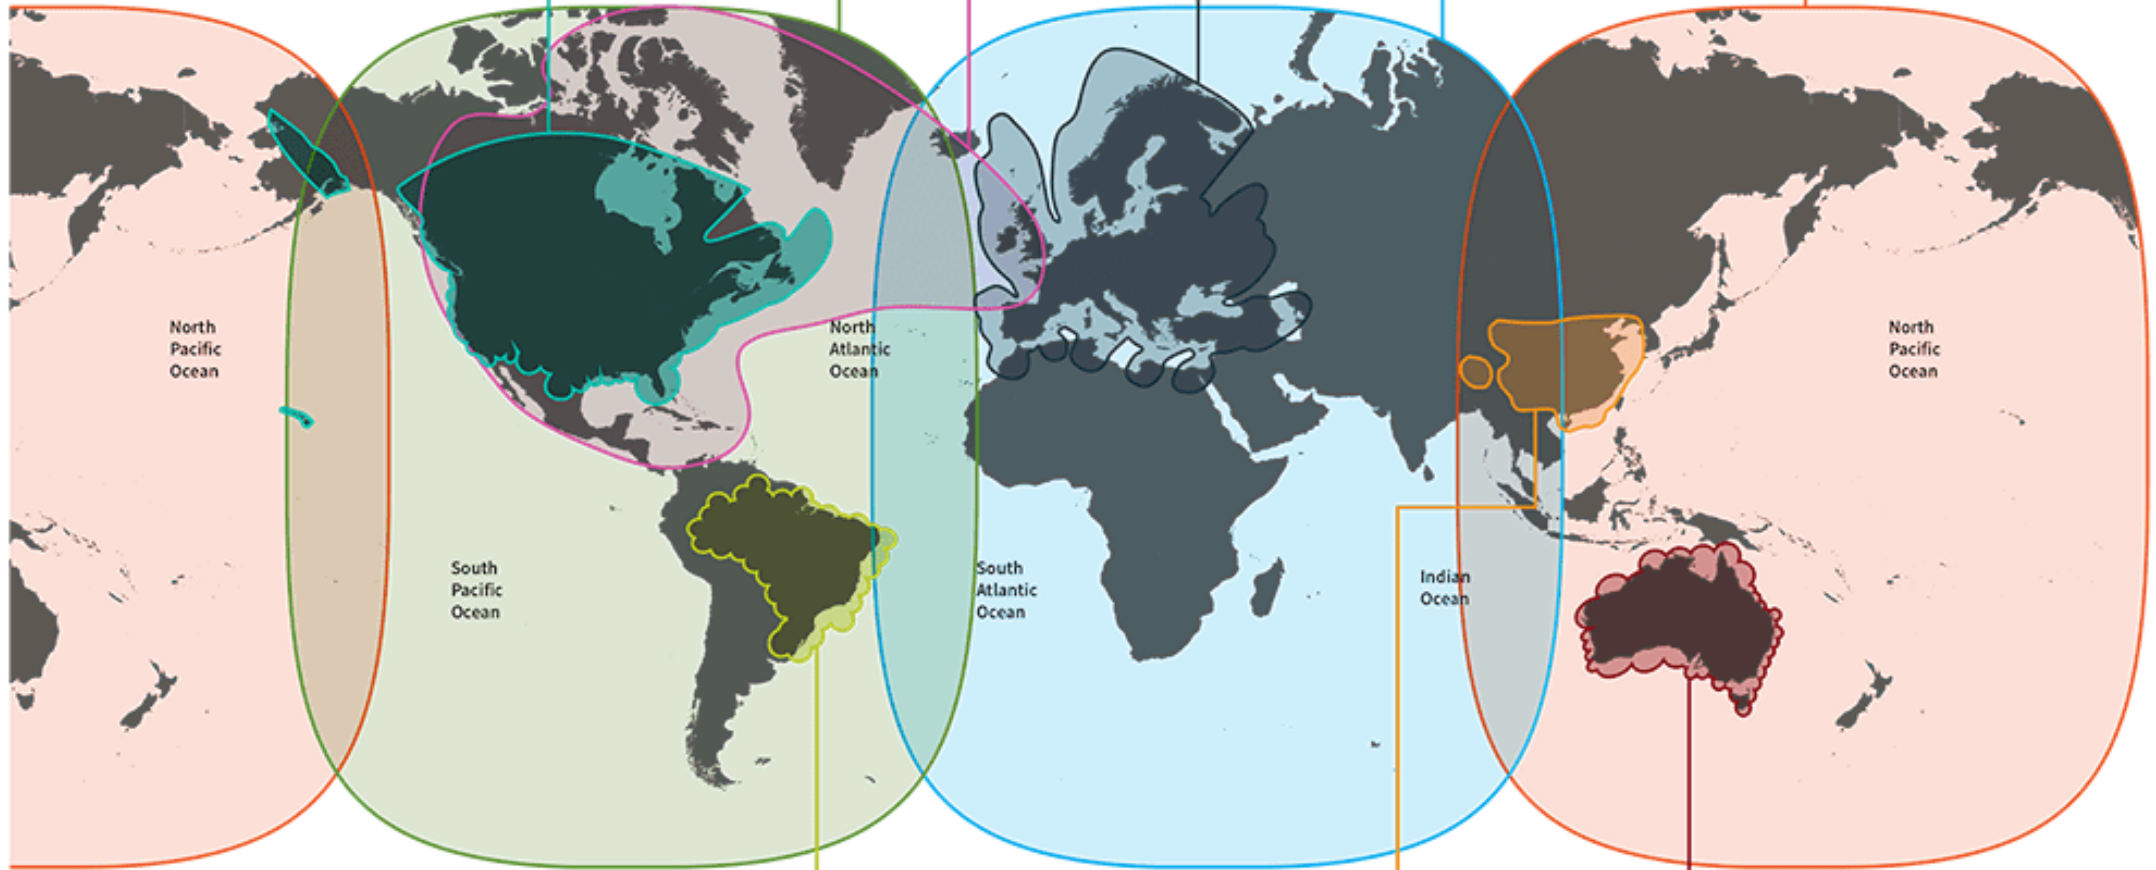 North
Pacific
Ocean
North
Atlantic
Ocean
North
Pacific
Ocean
South
Pacific
Ocean
South
Atlantic
Ocean
Indian
Ocean